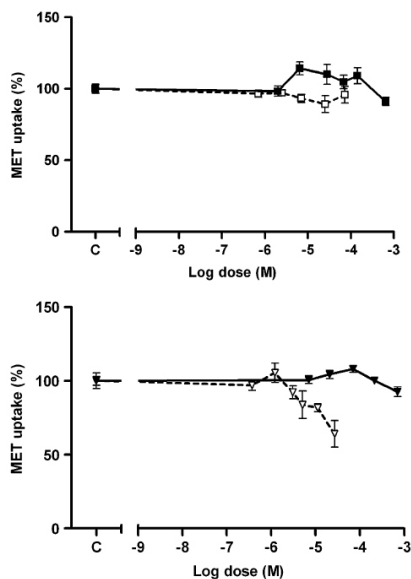 150
100
50
0
MET uptake (%)
C -9 -8 -7 -6 -5 -4 -3
Log dose (M)
150
100
50
0
MET uptake (%)
C -9 -8 -7 -6 -5 -4 -3
Log dose (M)